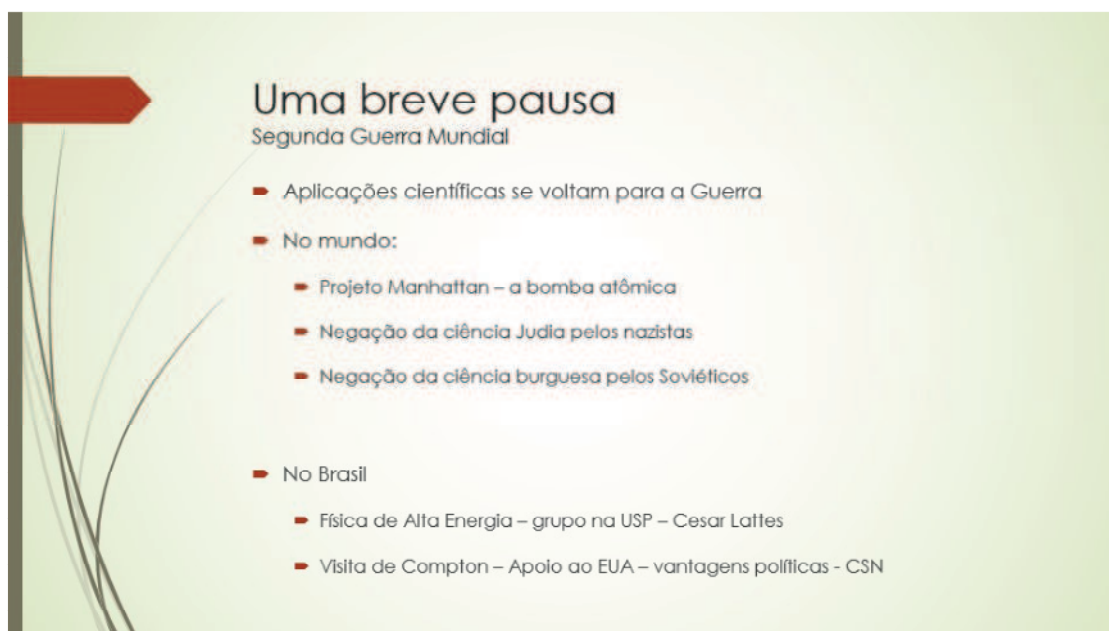 Uma breve pausa
Segunda Guerra Mundial
Aplicações científicas se voltam para a Guerra
No mundo:
Projeto Manhattan – a bomba atômica
Negação da ciência Judia pelos nazistas
Negação da ciência burguesa pelos Soviéticos
No Brasil
Física de Alta Energia – grupo na USP – Cesar Lattes
Visita de Compton – Apoio ao EUA – vantagens políticas - CSN